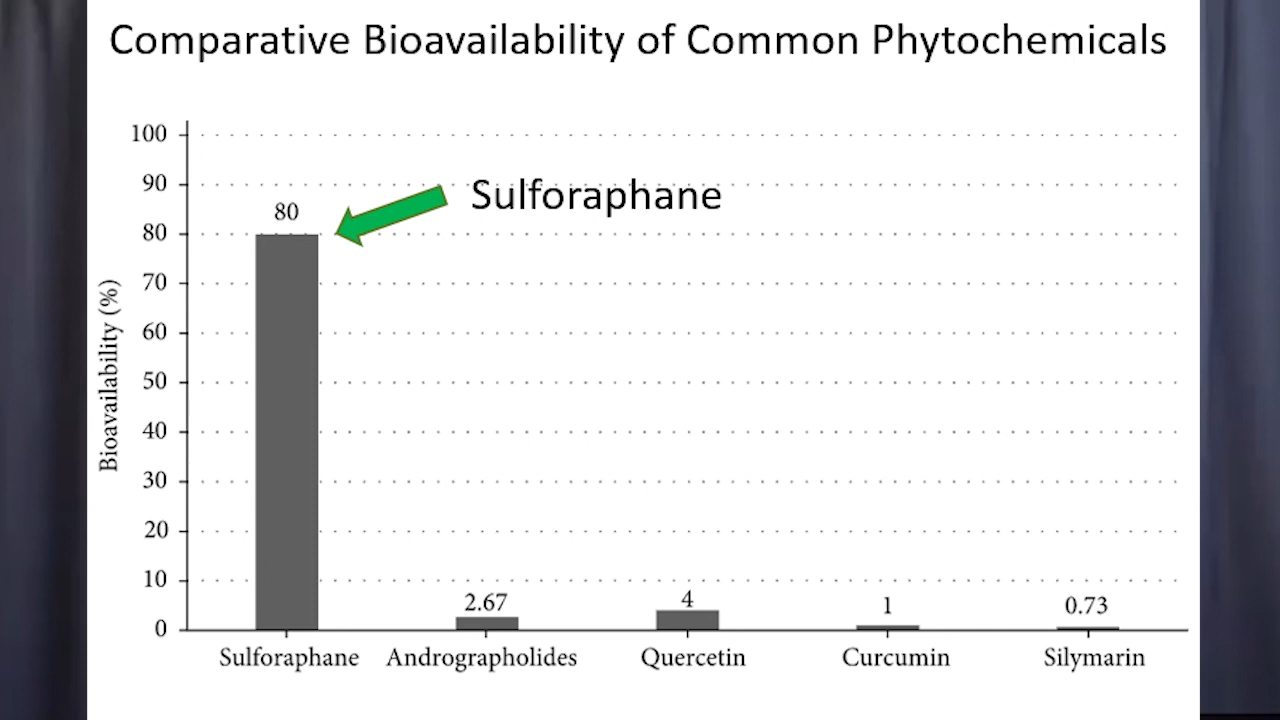 Comparative Bioavailability of Common Phytochemicals
100
90
80
70
60
50
40
30
20
10
0
Bioavailability (%)
Sulforaphane
80
2.67
4
1
0.73
Sulforaphane
Andrographolides
Quercetin
Curcumin
Silymarin